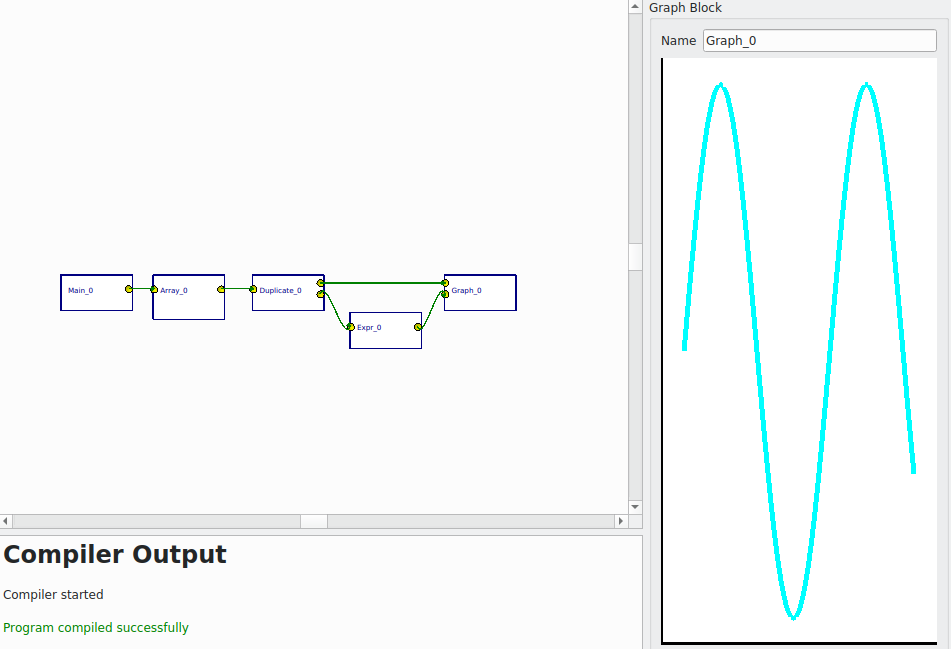 Graph Block
Name Graph_0
Main_0
Array_0
Duplicate_0
Graph_0
Expr_0
Compiler Output
Compiler started
Program compiled successfully